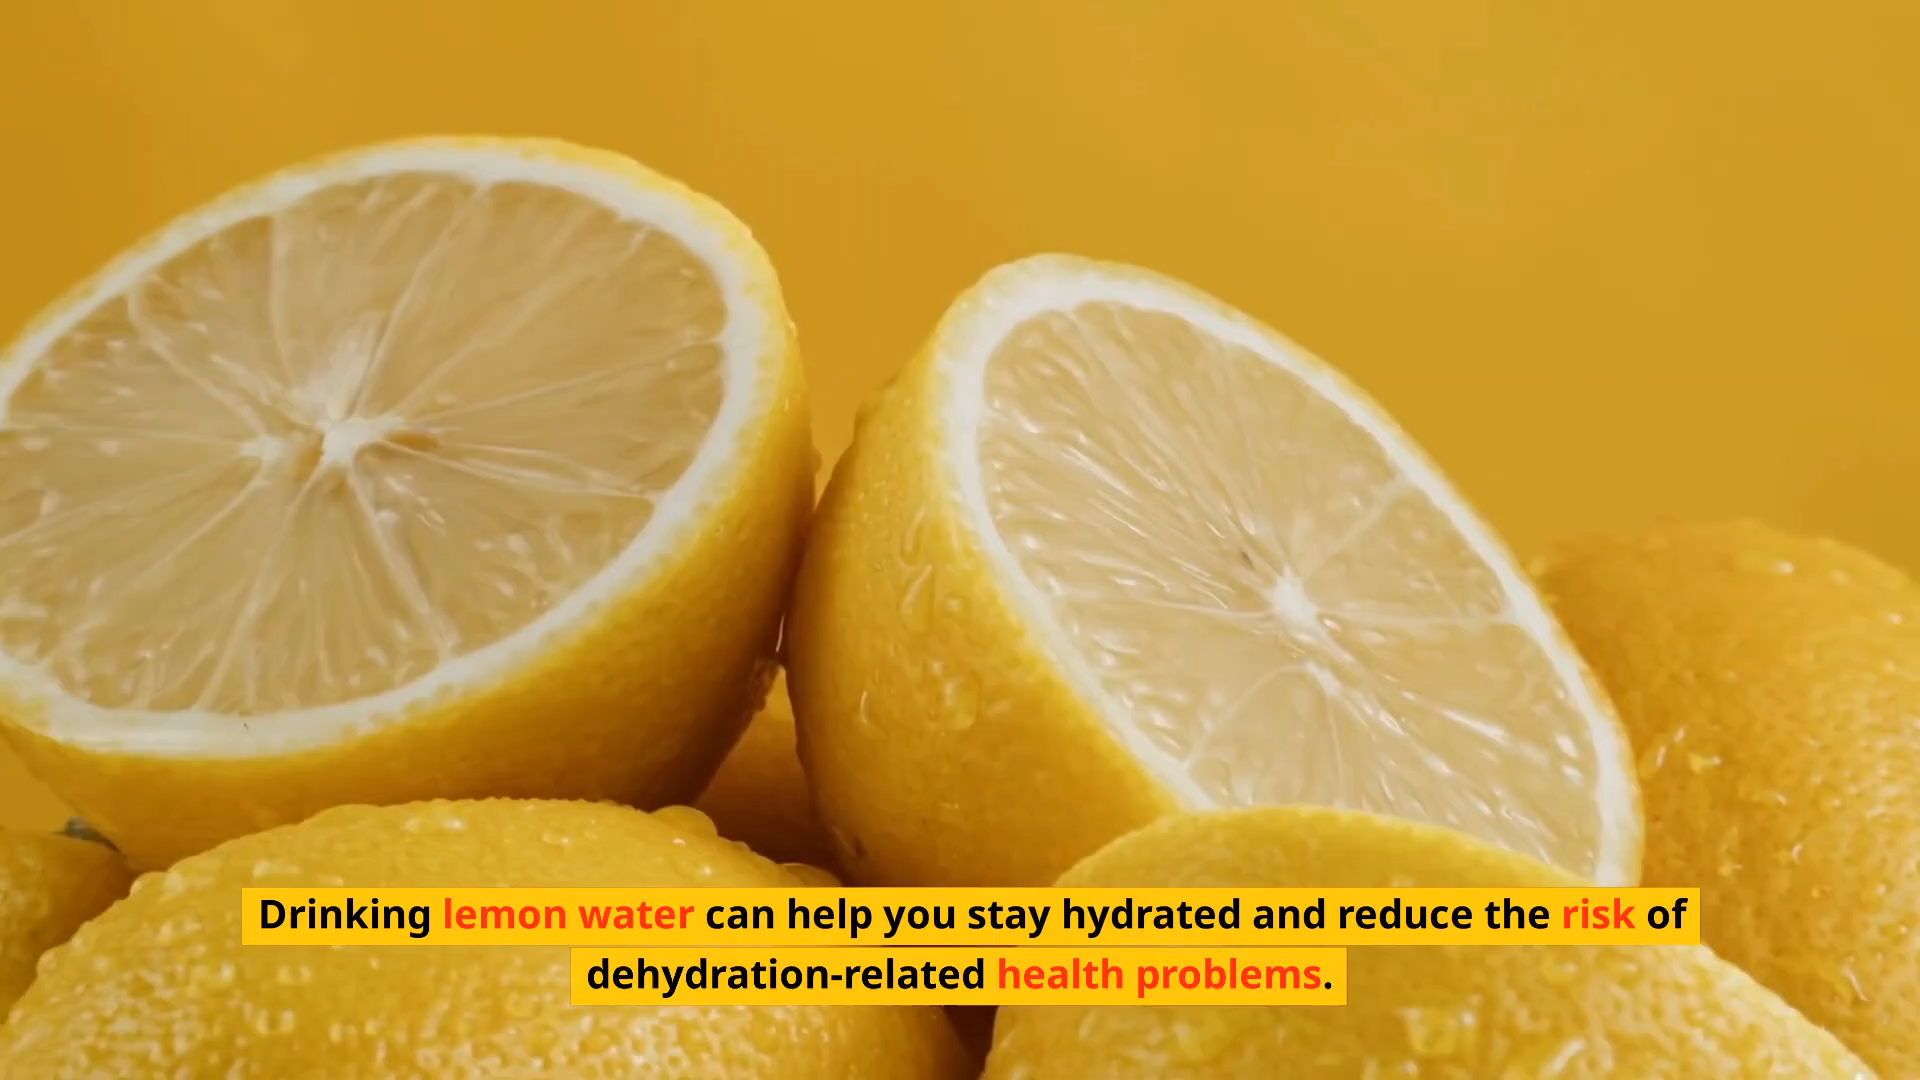 Drinking lemon water can help you stay hydrated and reduce the risk of
dehydration-related health problems.